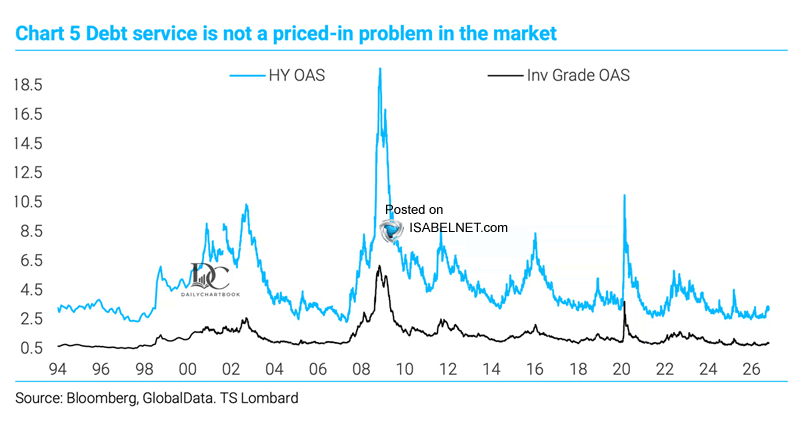 Chart 5 Debt service is not a priced-in problem in the market
HY OAS
Inv Grade OAS
18.5
16.5
14.5
12.5
10.5
8.5
6.5
4.5
2.5
0.5
Posted on
ISABELNET.com
DC
DAILYCHARTBOOK
94 96 98 00 02 04 06 08 10 12 14 16 18 20 22 24 26
Source: Bloomberg, GlobalData. TS Lombard